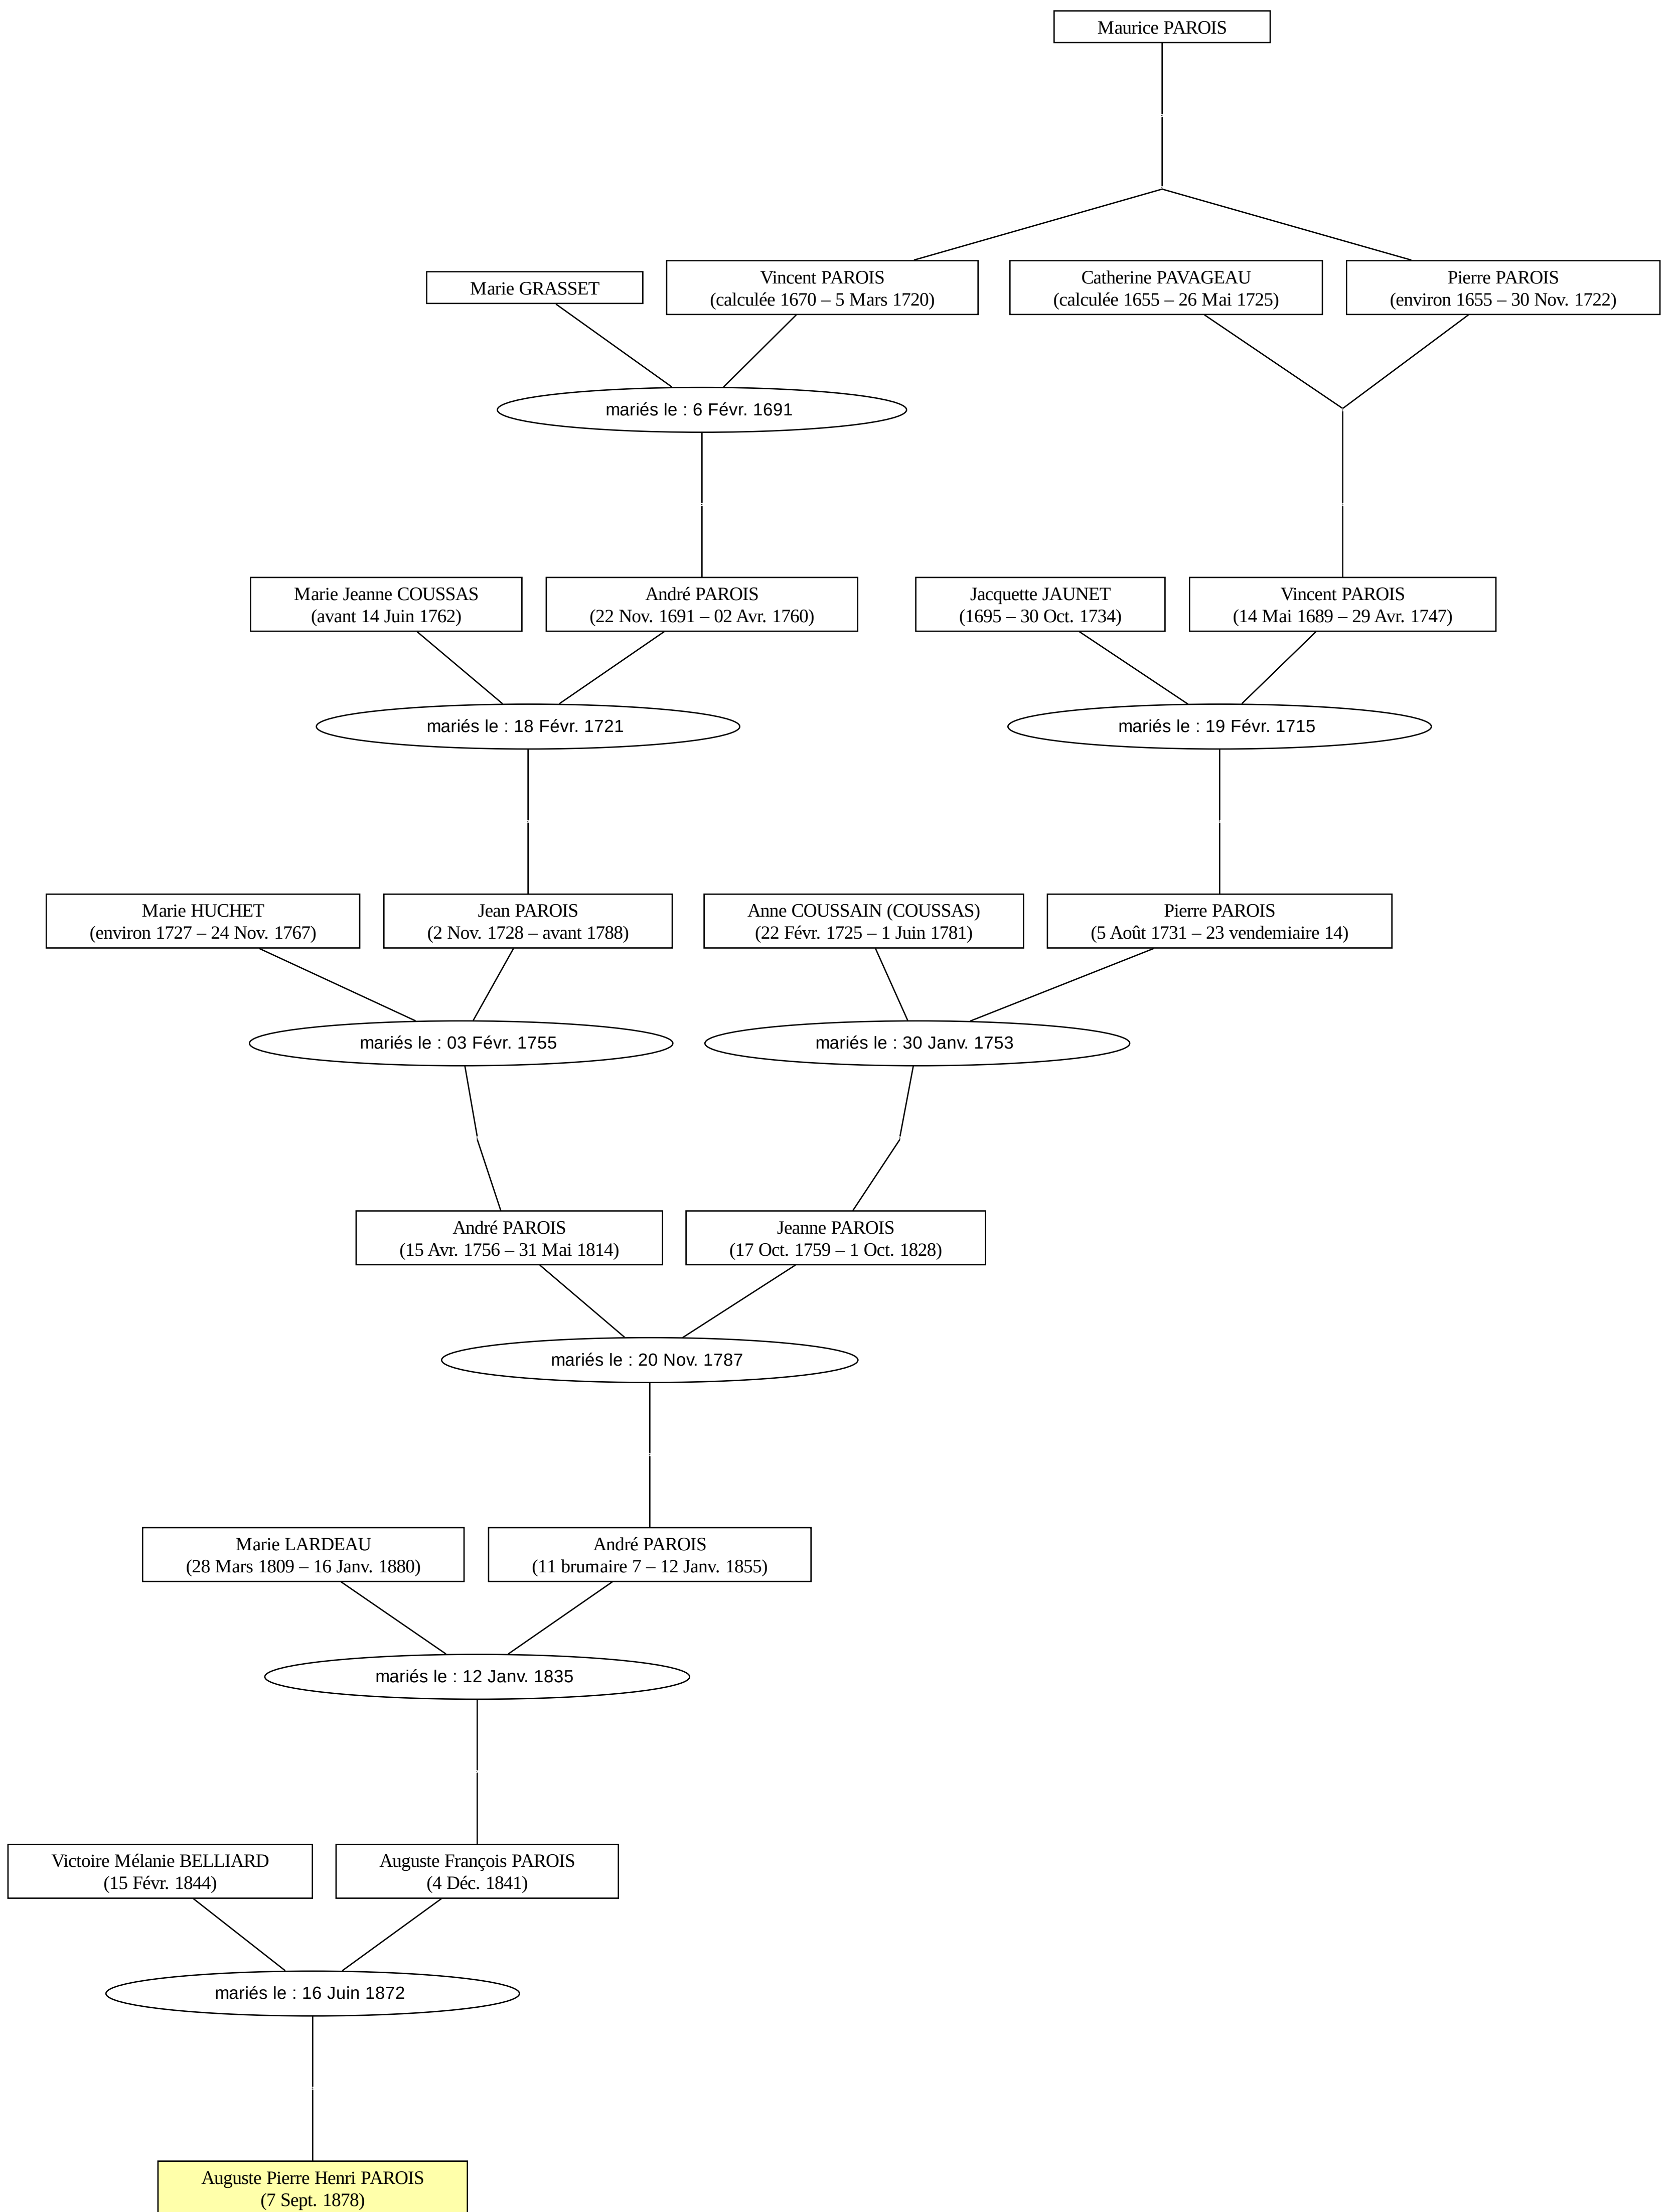 Maurice PAROIS
Marie GRASSET
Vincent PAROIS
(calculée 1670 – 5 Mars 1720)
Catherine PAVAGEAU
(calculée 1655 – 26 Mai 1725)
Pierre PAROIS
(environ 1655 – 30 Nov. 1722)
mariés le : 6 Févr. 1691
Marie Jeanne COUSSAS
(avant 14 Juin 1762)
André PAROIS
(22 Nov. 1691 – 02 Avr. 1760)
Jacquette JAUNET
(1695 – 30 Oct. 1734)
Vincent PAROIS
(14 Mai 1689 – 29 Avr. 1747)
mariés le : 18 Févr. 1721
mariés le : 19 Févr. 1715
Marie HUCHET
(environ 1727 – 24 Nov. 1767)
Jean PAROIS
(2 Nov. 1728 – avant 1788)
Anne COUSSAIN (COUSSAS)
(22 Févr. 1725 – 1 Juin 1781)
Pierre PAROIS
(5 Août 1731 – 23 vendemiaire 14)
mariés le : 03 Févr. 1755
mariés le : 30 Janv. 1753
André PAROIS
(15 Avr. 1756 – 31 Mai 1814)
Jeanne PAROIS
(17 Oct. 1759 – 1 Oct. 1828)
mariés le : 20 Nov. 1787
Marie LARDEAU
(28 Mars 1809 – 16 Janv. 1880)
André PAROIS
(11 brumaire 7 – 12 Janv. 1855)
mariés le : 12 Janv. 1835
Victoire Mélanie BELLIARD
(15 Févr. 1844)
Auguste François PAROIS
(4 Déc. 1841)
mariés le : 16 Juin 1872
Auguste Pierre Henri PAROIS
(7 Sept. 1878)